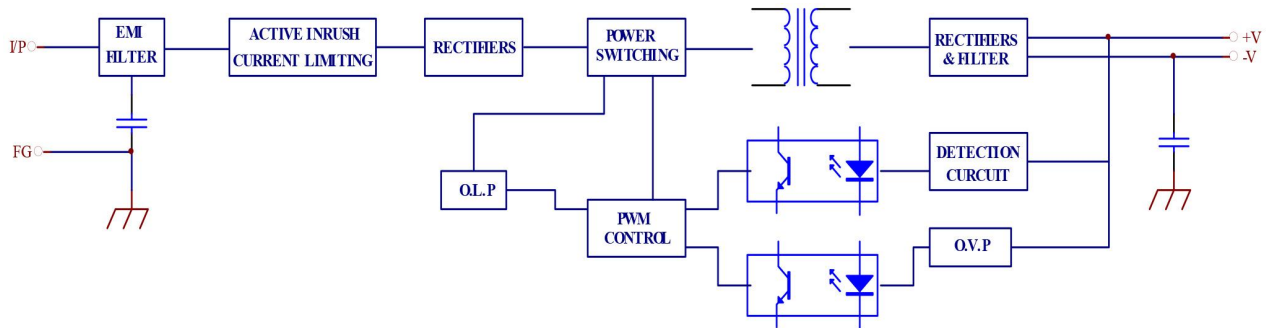 I/P
EMI
FILTER
ACTIVE INRUSH
CURRENT LIMITING
RECTIFIERS
POWER
SWITCHING
RECTIFIERS
& FILTER
+V
-V
FG
O.L.P
PWM
CONTROL
DETECTION
CURCUIT
O.V.P